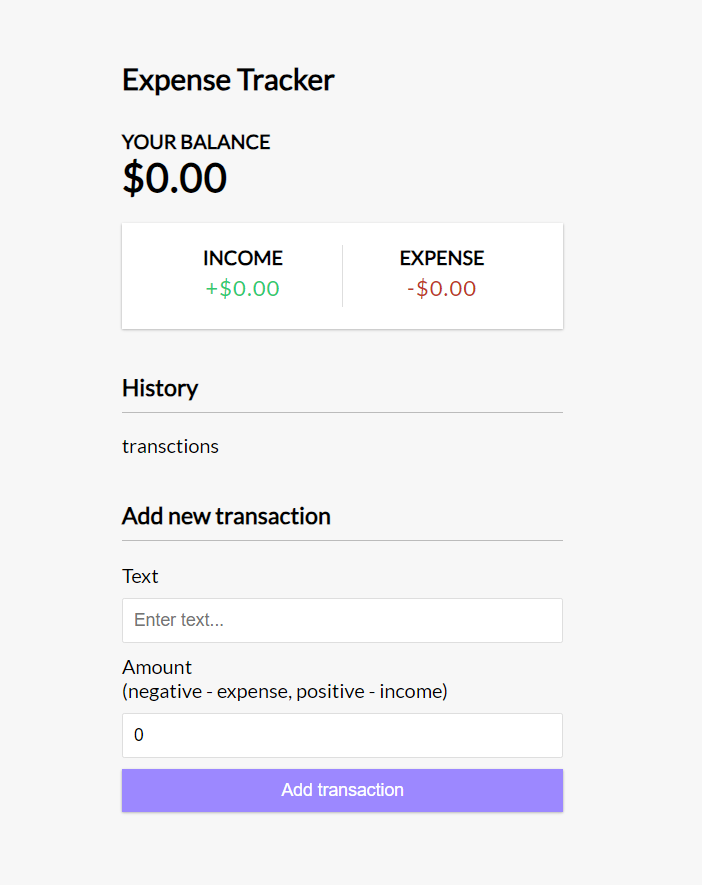 Expense Tracker
YOUR BALANCE
$0.00
INCOME
EXPENSE
+$0.00
-$0.00
History
transctions
Add new transaction
Text
Enter text...
Amount
(negative - expense, positive - income)
0
Add transaction